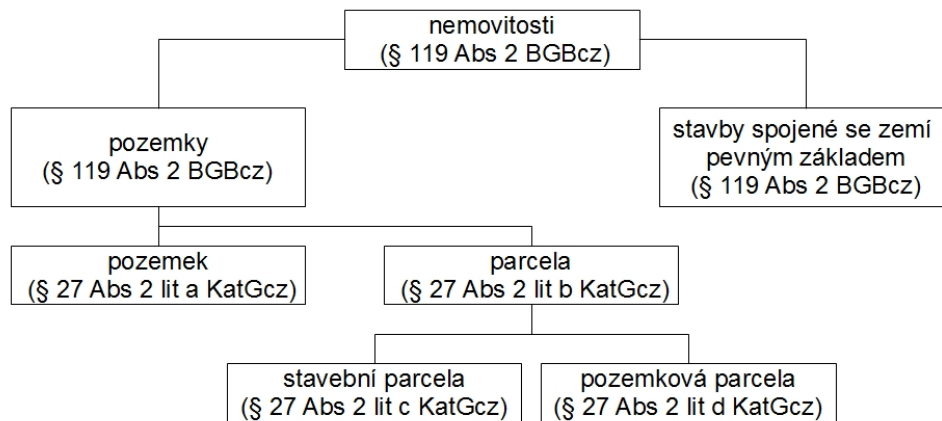 nemovitosti
(§ 119 Abs 2 BGBcz)
pozemky
(§ 119 Abs 2 BGBcz)
stavby spojené se zemí
pevným základem
(§ 119 Abs 2 BGBcz)
pozemek
(§ 27 Abs 2 lit a KatGcz)
parcela
(§ 27 Abs 2 lit b KatGcz)
stavební parcela
(§ 27 Abs 2 lit c KatGcz)
pozemková parcela
(§ 27 Abs 2 lit d KatGcz)